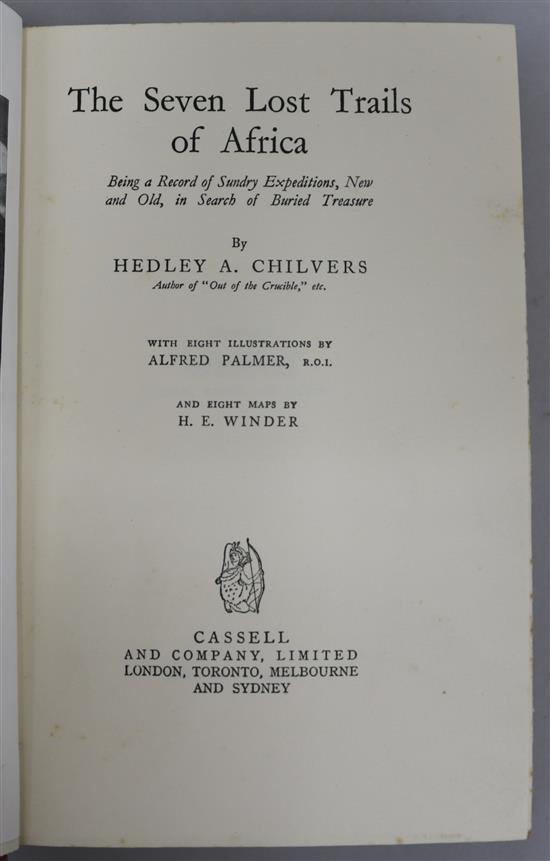 The Seven Lost Trails
of Africa
Being a Record of Sundry Expeditions, New
and Old, in Search of Buried Treasure
By
HEDLEY A. CHILVERS
Author of "Out of the Crucible," etc.
WITH EIGHT ILLUSTRATIONS BY
ALFRED PALMER, R.O.I.
AND EIGHT MAPS BY
H. E. WINDER
CASSELL
AND COMPANY, LIMITED
LONDON, TORONTO, MELBOURNE
AND SYDNEY